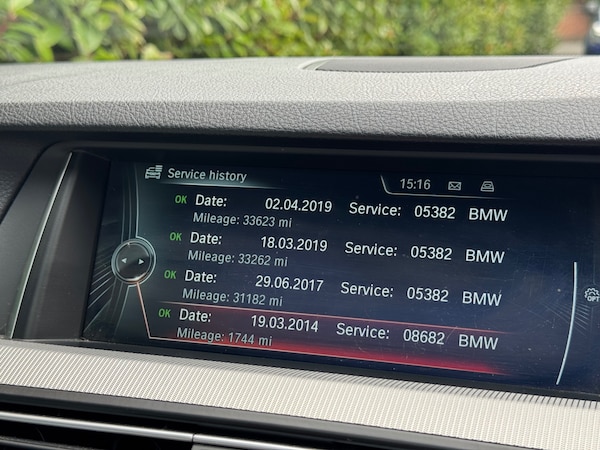 Service history
15:16
OK Date: 02.04.2019 Service: 05382 BMW
Mileage: 33623 mi
OK Date: 18.03.2019 Service: 05382 BMW
Mileage: 33262 mi
OK Date: 29.06.2017 Service: 05382 BMW
Mileage: 31182 mi
OK Date: 19.03.2014 Service: 08682 BMW
Mileage: 1744 mi
OPT